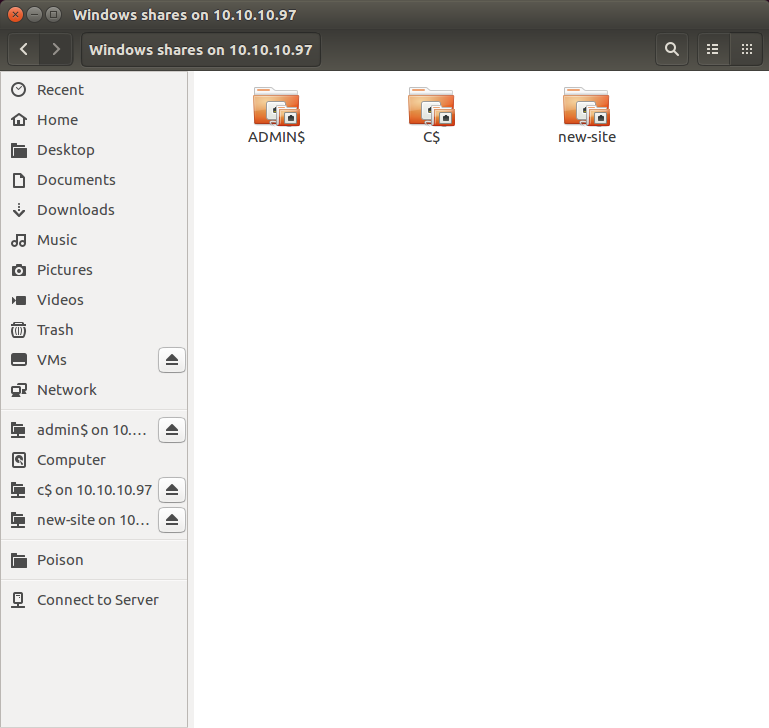 Windows shares on 10.10.10.97
Windows shares on 10.10.10.97
Recent
Home
Desktop
Documents
Downloads
Music
Pictures
Videos
Trash
VMs
Network
admin$ on 10....
Computer
c$ on 10.10.10.97
new-site on 10...
Poison
Connect to Server
ADMIN$
C$
new-site